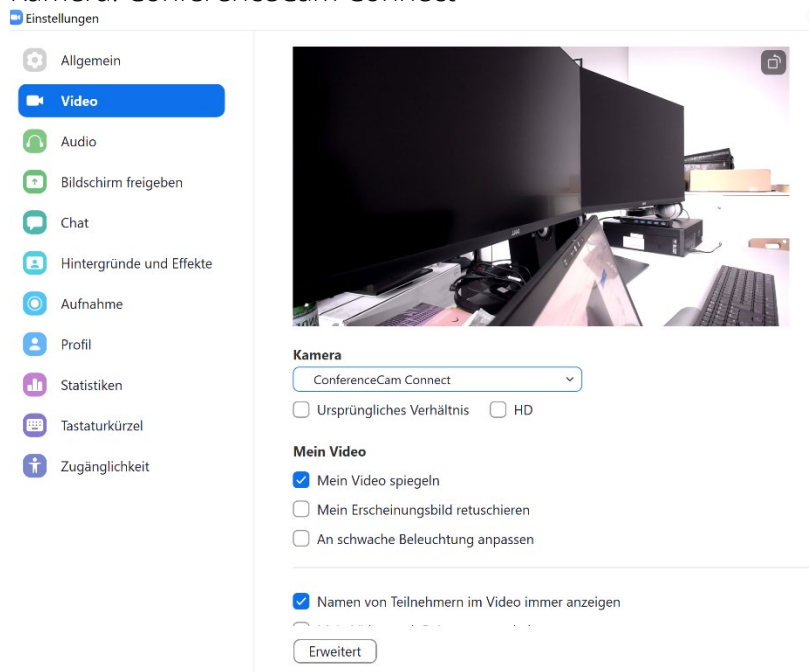 Kamera: ConferenceCam Connect
Einstellungen
Allgemein
Video
Audio
Bildschirm freigeben
Chat
Hintergründe und Effekte
Aufnahme
Profil
Statistiken
Tastaturkürzel
Zugänglichkeit
Kamera
ConferenceCam Connect
Ursprüngliches Verhältnis HD
Mein Video
Mein Video spiegeln
Mein Erscheinungsbild retuschieren
An schwache Beleuchtung anpassen
Namen von Teilnehmern im Video immer anzeigen
Erweitert